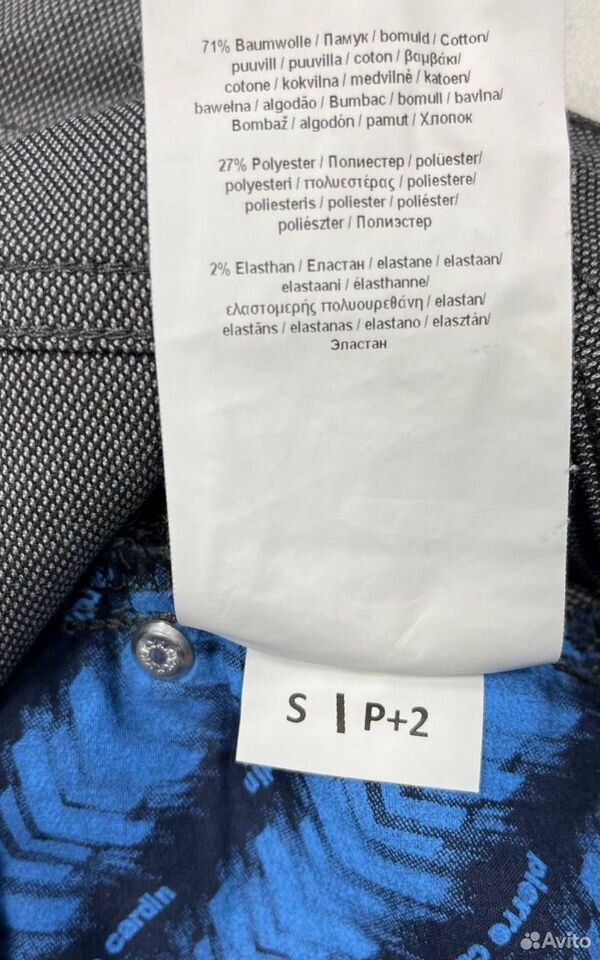 71% Baumwolle / Памук / bomuld / Cotton/
puuvill / puuvilla / coton / βαμβάκι/
cotone / kokvilna / medvilnė / katoen/
bawełna / algodão / Bumbac / bomull / bavlna/
Bombaž / algodón / pamut / Хлопок
27% Polyester / Полиестер / polüester/
polyesteri / πολυεστέρας / poliestere/
poliesteris / poliester / poliéster/
poliészter / Полиэстер
2% Elasthan / Еластан / elastane / elastaan/
elastaani / élasthanne/
ελαστομερής πολυουρεθάνη / elastan/
elastāns / elastanas / elastano / elasztán/
Эластан
S | P+2
cardin
pierre
Avito